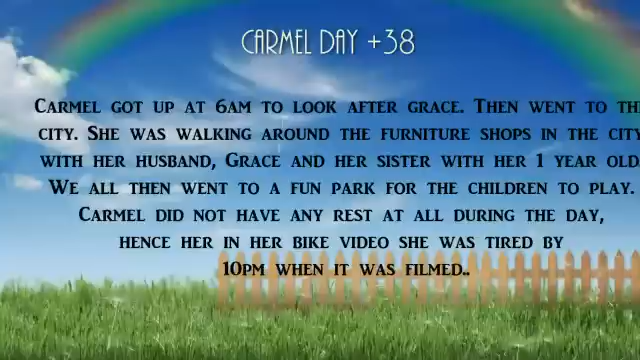 CARMEL DAY +38
CARMEL GOT UP AT 6AM TO LOOK AFTER GRACE. THEN WENT TO
CITY. SHE WAS WALKING AROUND THE FURNITURE SHOPS IN THE CITY
WITH HER HUSBAND, GRACE AND HER SISTER WITH HER 1 YEAR OLD.
WE ALL THEN WENT TO A FUN PARK FOR THE CHILDREN TO PLAY.
CARMEL DID NOT HAVE ANY REST AT ALL DURING THE DAY,
HENCE HER IN HER BIKE VIDEO SHE WAS TIRED BY
10PM WHEN IT WAS FILMED..